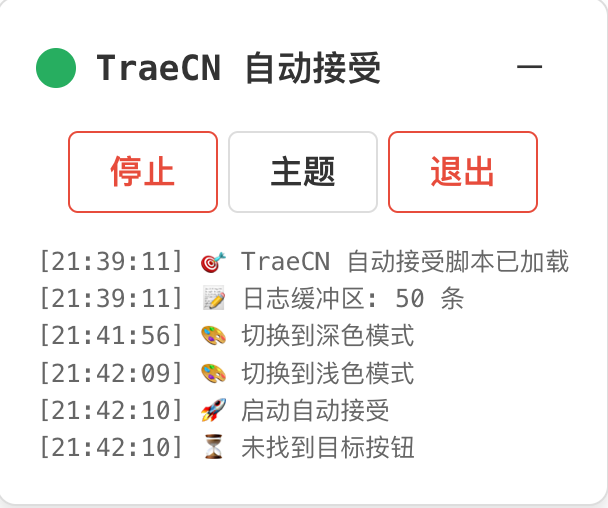 TraeCN 自动接受 —
停止 主题 退出
[21:39:11] 🎯 TraeCN 自动接受脚本已加载
[21:39:11] 📝 日志缓冲区: 50 条
[21:41:56] 🎨 切换到深色模式
[21:42:09] 🎨 切换到浅色模式
[21:42:10] 🚀 启动自动接受
[21:42:10] ⏳ 未找到目标按钮